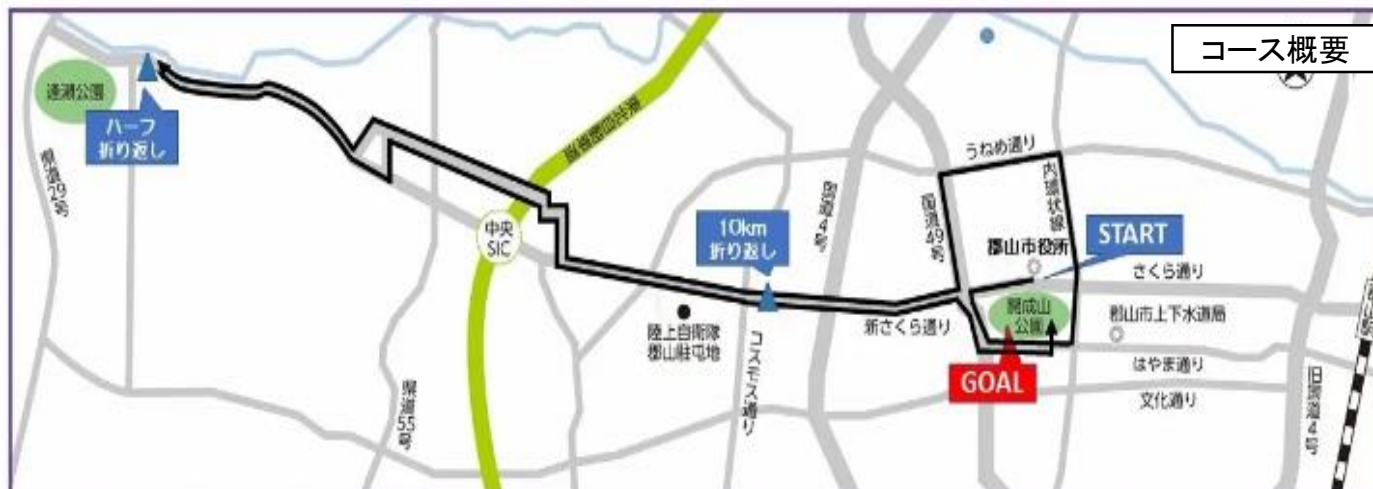 コース概要
逢瀬公園
ハーフ
折り返し
県道29号
東北自動車道
うねめ通り
内環状線
国道49号
国道4号
中央
SIC
10km
折り返し
郡山市役所
START
さくら通り
開成山
公園
郡山市上下水道局
新さくら通り
陸上自衛隊
郡山駐屯地
コスモス通り
はやま通り
GOAL
文化通り
県道55号
旧国道4号